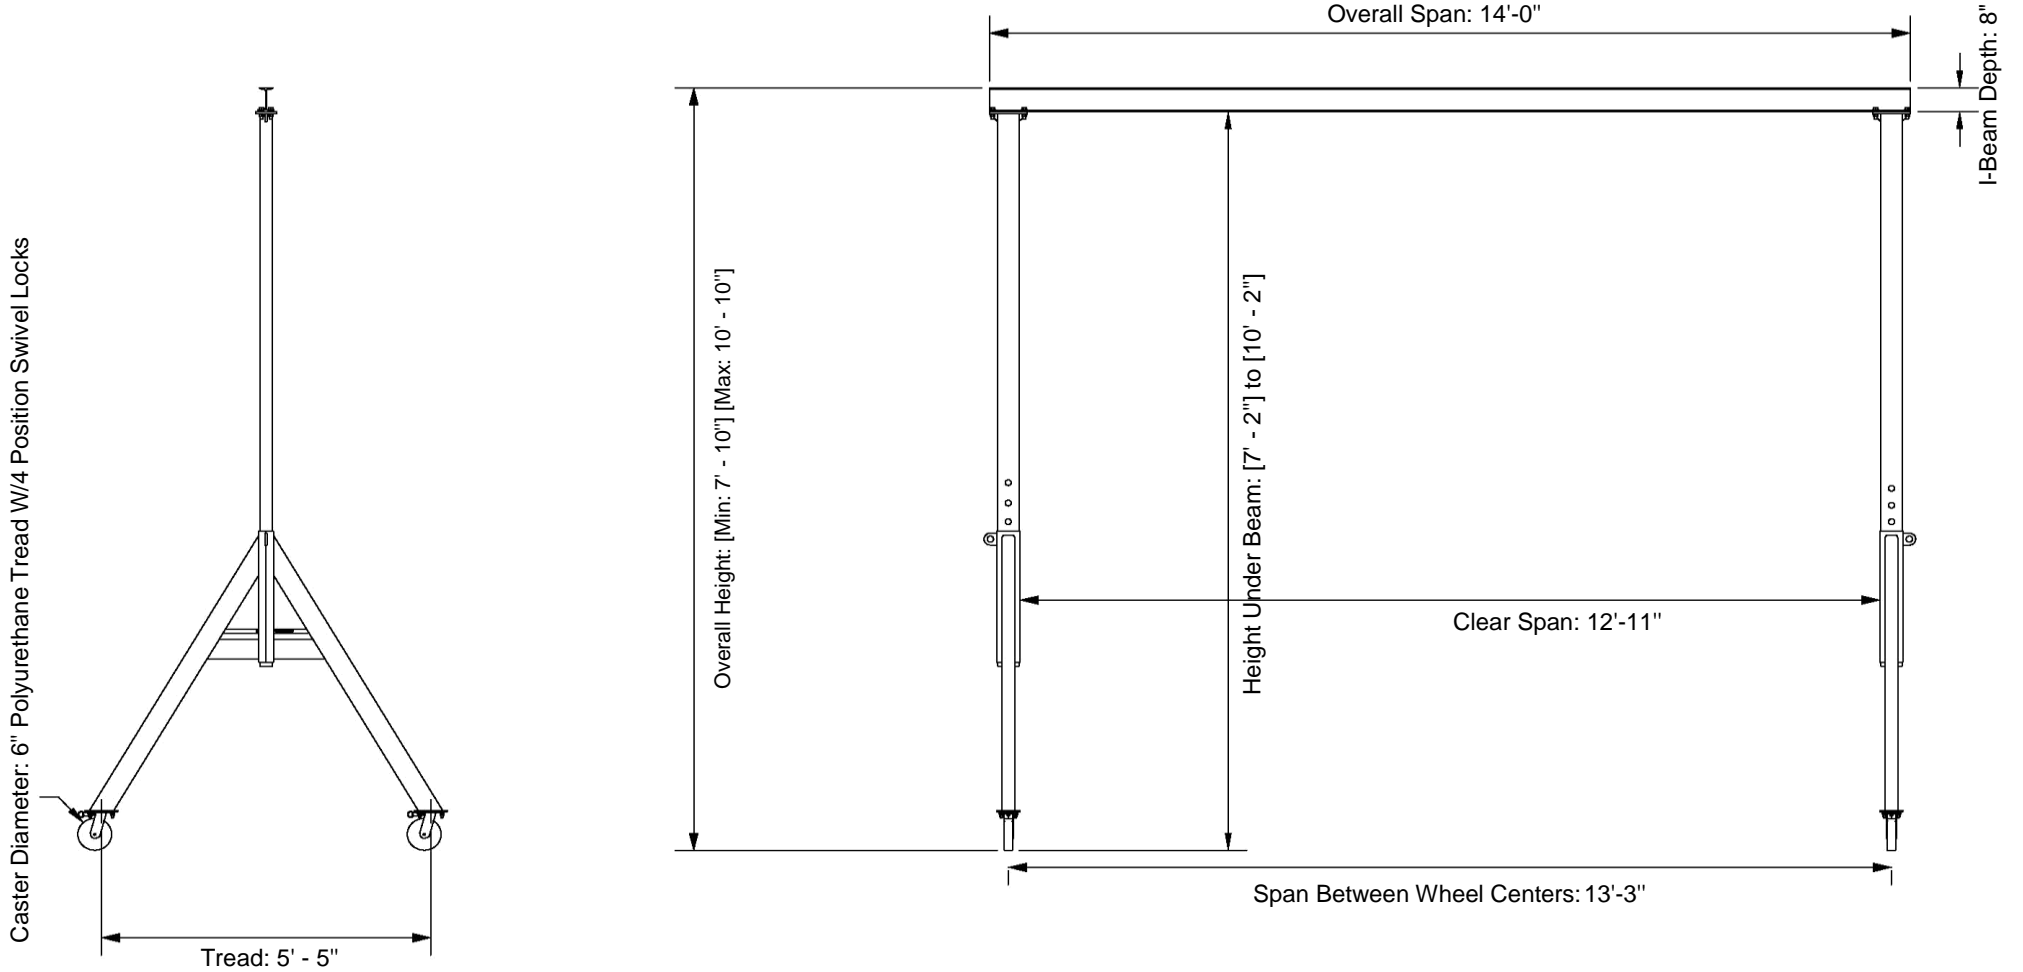 Overall Span: 14'-0"
I-Beam Depth: 8"
Caster Diameter: 6" Polyurethane Tread W/4 Position Swivel Locks
Overall Height: [Min: 7' - 10"] [Max: 10' - 10"]
Height Under Beam: [7' - 2"] to [10' - 2"]
Clear Span: 12'-11"
Span Between Wheel Centers: 13'-3"
Tread: 5' - 5"